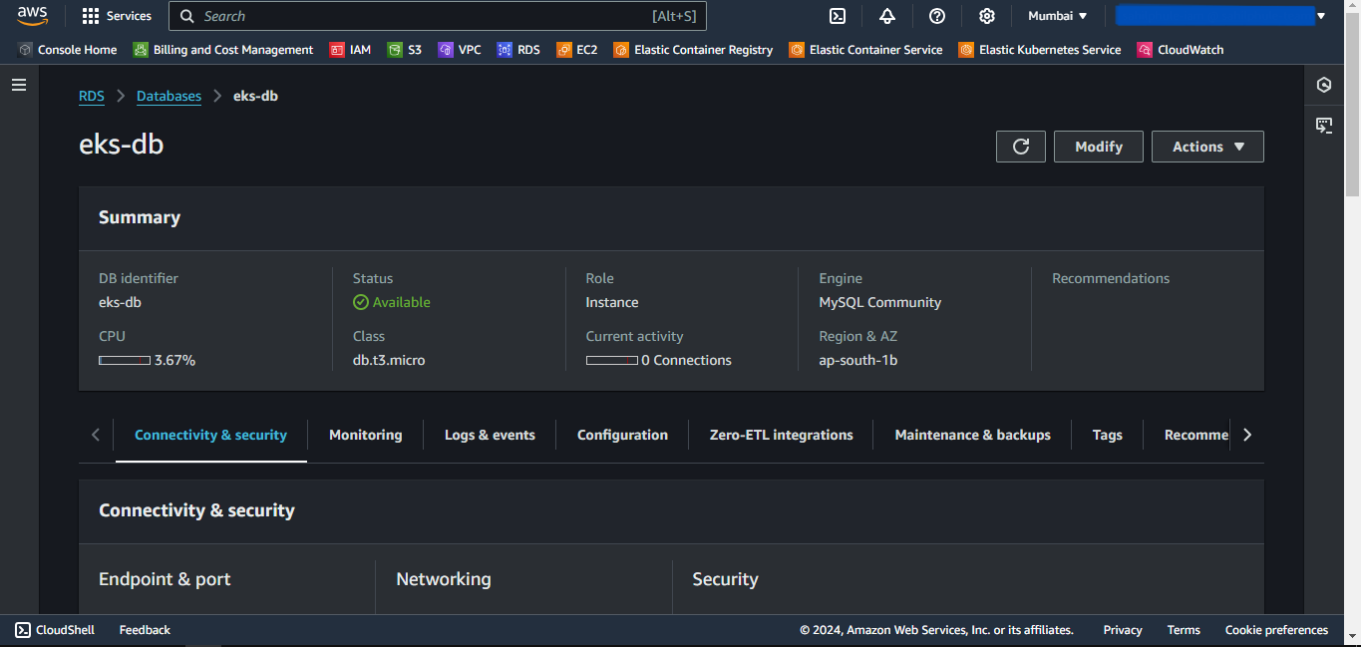 aws Services Search [Alt+S] Mumbai
Console Home Billing and Cost Management IAM S3 VPC RDS EC2 Elastic Container Registry Elastic Container Service Elastic Kubernetes Service CloudWatch
RDS Databases eks-db
eks-db
Modify Actions
Summary
DB identifier Status Role Engine Recommendations
eks-db Available Instance MySQL Community
CPU Class Current activity Region & AZ
3.67% db.t3.micro 0 Connections ap-south-1b
Connectivity & security Monitoring Logs & events Configuration Zero-ETL integrations Maintenance & backups Tags Recomme
Connectivity & security
Endpoint & port Networking Security
CloudShell Feedback © 2024, Amazon Web Services, Inc. or its affiliates. Privacy Terms Cookie preferences